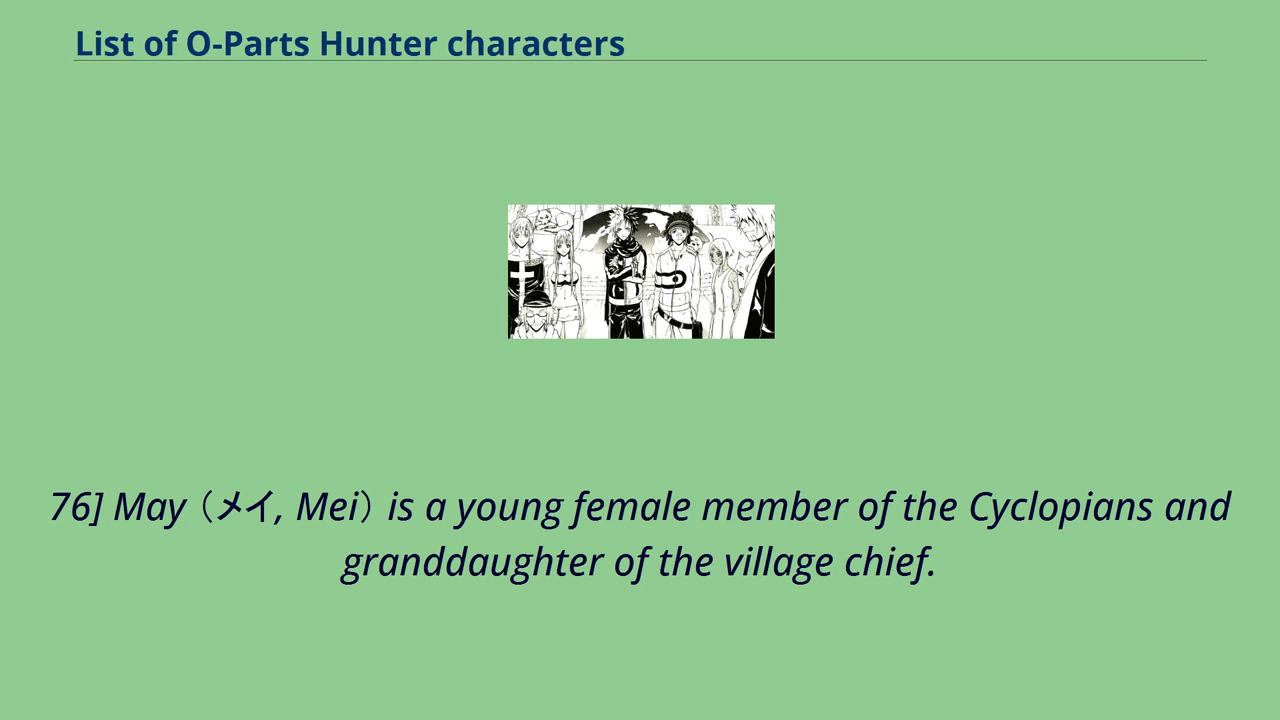 List of O-Parts Hunter characters
76] May（メイ, Mei）is a young female member of the Cyclopians and
granddaughter of the village chief.